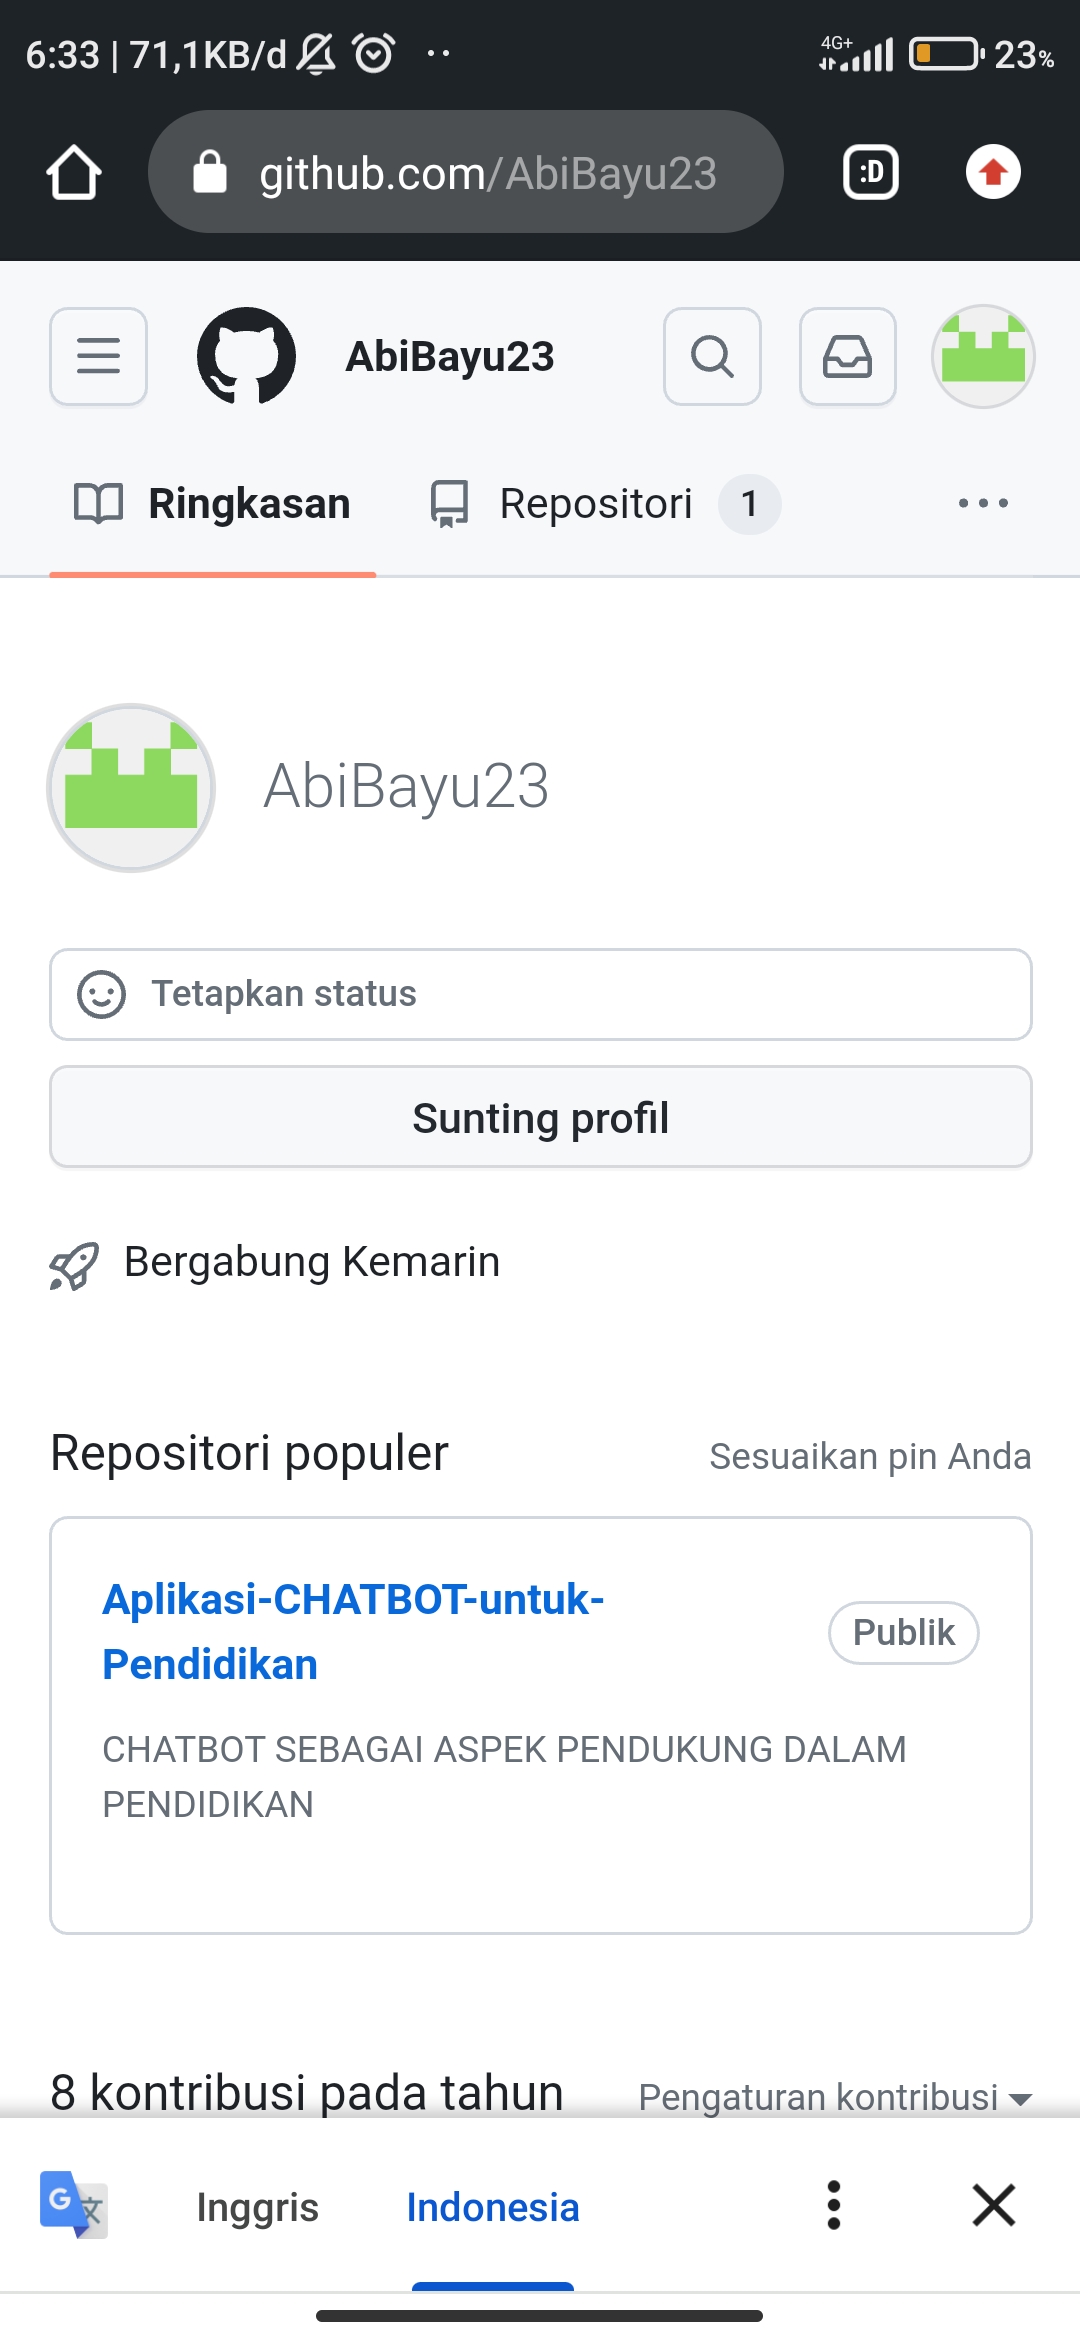 6:33 | 71,1KB/d
4G+
23%
github.com/AbiBayu23
:D
AbiBayu23
Ringkasan
Repositori 1
AbiBayu23
Tetapkan status
Sunting profil
Bergabung Kemarin
Repositori populer
Sesuaikan pin Anda
Aplikasi-CHATBOT-untuk-
Pendidikan
Publik
CHATBOT SEBAGAI ASPEK PENDUKUNG DALAM
PENDIDIKAN
8 kontribusi pada tahun
Pengaturan kontribusi
G 文
Inggris
Indonesia